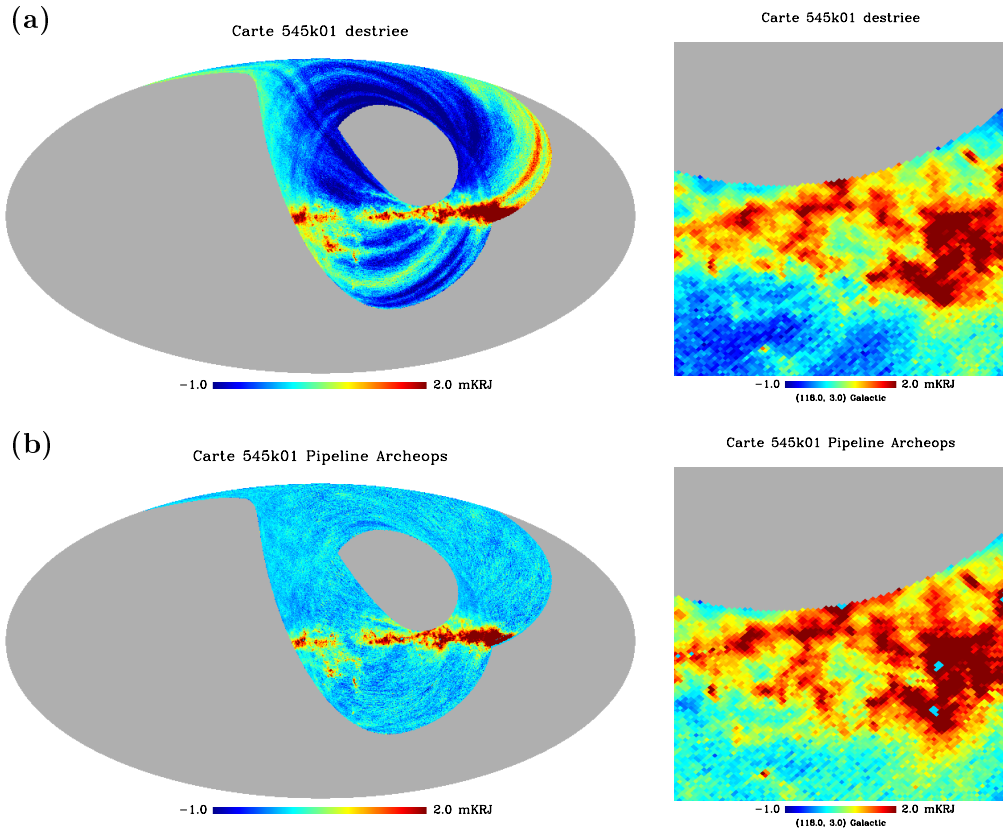 (a)
Carte 545k01 destriee
Carte 545k01 destriee
-1.0 2.0 mKRJ
-1.0 2.0 mKRJ
(118.0, 3.0) Galactic
(b)
Carte 545k01 Pipeline Archeops
Carte 545k01 Pipeline Archeops
-1.0 2.0 mKRJ
-1.0 2.0 mKRJ
(118.0, 3.0) Galactic